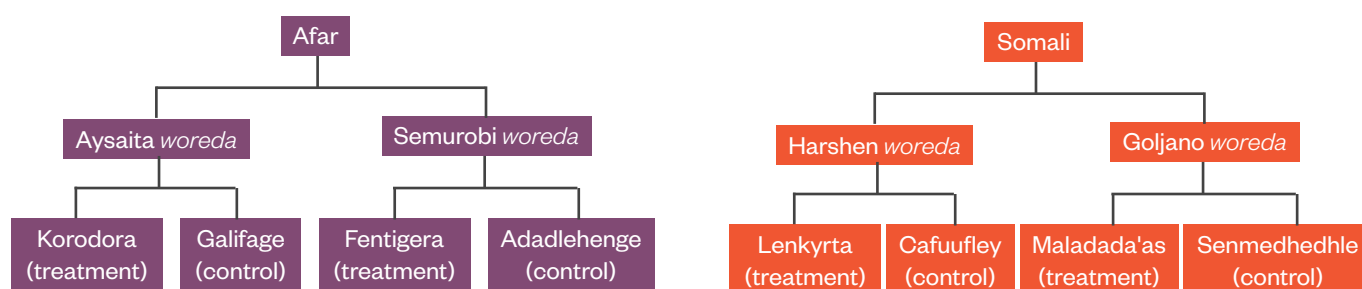 Afar
Aysaita woreda
Semurobi woreda
Korodora
(treatment)
Galifage
(control)
Fentigera
(treatment)
Adadlehenge
(control)
Somali
Harshen woreda
Goljano woreda
Lenkyrta
(treatment)
Cafuufley
(control)
Maladada'as
(treatment)
Senmedhedhle
(control)